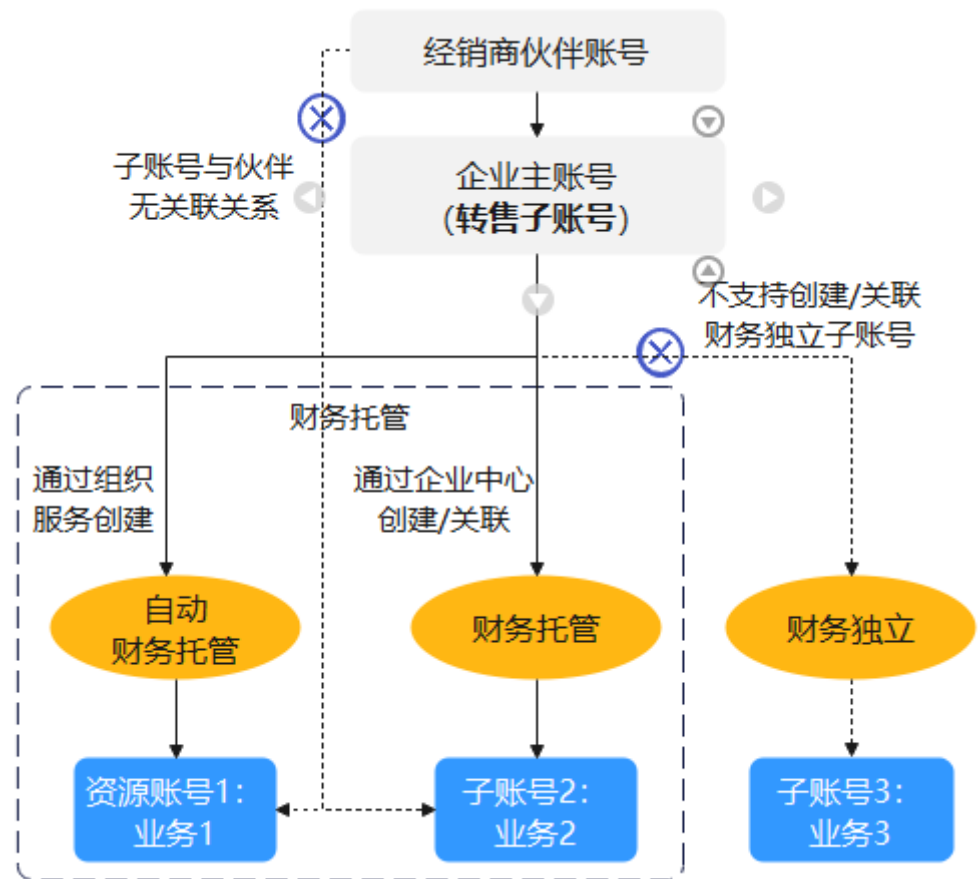 经销商伙伴账号
子账号与伙伴
无关联关系
企业主账号
（转售子账号）
不支持创建/关联
财务独立子账号
财务托管
通过组织
服务创建
通过企业中心
创建/关联
自动
财务托管
财务托管
财务独立
资源账号1：
业务1
子账号2：
业务2
子账号3：
业务3